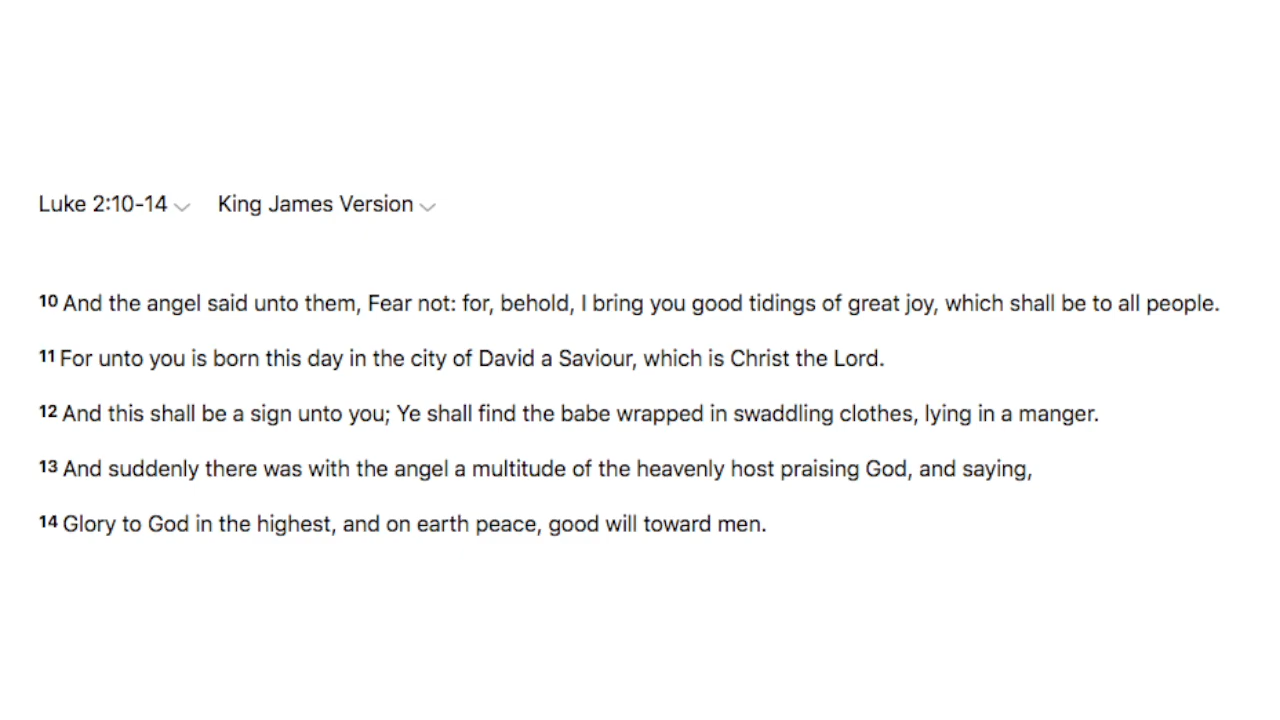 Luke 2:10-14 King James Version
10 And the angel said unto them, Fear not: for, behold, I bring you good tidings of great joy, which shall be to all people.
11 For unto you is born this day in the city of David a Saviour, which is Christ the Lord.
12 And this shall be a sign unto you; Ye shall find the babe wrapped in swaddling clothes, lying in a manger.
13 And suddenly there was with the angel a multitude of the heavenly host praising God, and saying,
14 Glory to God in the highest, and on earth peace, good will toward men.